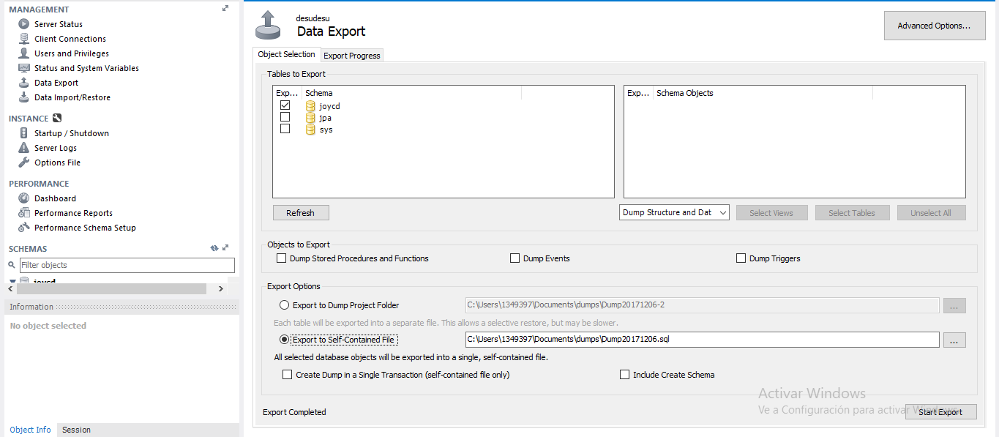 MANAGEMENT
Server Status
Client Connections
Users and Privileges
Status and System Variables
Data Export
Data Import/Restore
INSTANCE
Startup / Shutdown
Server Logs
Options File
PERFORMANCE
Dashboard
Performance Reports
Performance Schema Setup
SCHEMAS
Filter objects
joycd
Information
No object selected
Object Info Session
desudesu
Data Export
Advanced Options...
Object Selection Export Progress
Tables to Export
Exp... Schema
joycd
jpa
sys
Exp... Schema Objects
Refresh
Dump Structure and Dat Select Views Select Tables Unselect All
Objects to Export
Dump Stored Procedures and Functions Dump Events Dump Triggers
Export Options
Export to Dump Project Folder C:\Users\1349397\Documents\dumps\Dump20171206-2 ...
Each table will be exported into a separate file. This allows a selective restore, but may be slower.
Export to Self-Contained File C:\Users\1349397\Documents\dumps\Dump20171206.sql ...
All selected database objects will be exported into a single, self-contained file.
Create Dump in a Single Transaction (self-contained file only) Include Create Schema
Activar Windows
Ve a Configuración para activar Windows.
Export Completed
Start Export